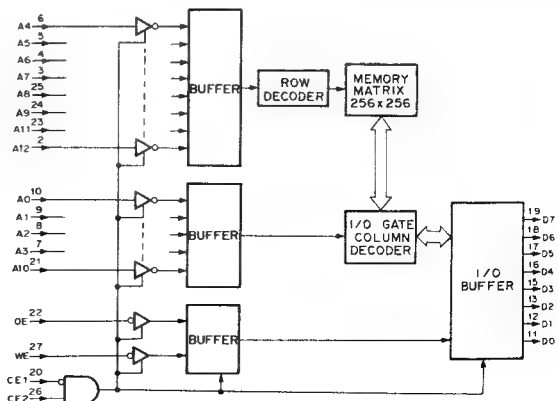 A4 6
A5 5
A6 4
A7 3
A8 25
A9 24
A11 23
A12 2
BUFFER
ROW
DECODER
MEMORY
MATRIX
256 x 256
A0 10
A1 9
A2 8
A3 7
A10 21
BUFFER
I/O GATE
COLUMN
DECODER
I/O
BUFFER
19 D7
18 D6
17 D5
16 D4
15 D3
13 D2
12 D1
11 D0
OE 22
WE 27
BUFFER
CE1 20
CE2 26